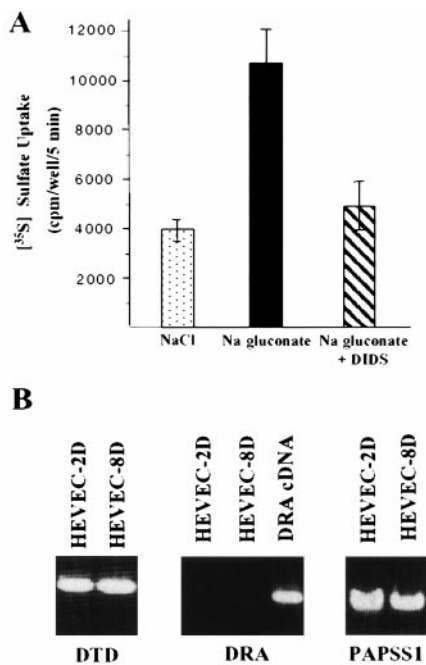 A
[³⁵S] Sulfate Uptake
(cpm/well/5 min)
12000
10000
8000
6000
4000
2000
NaCl
Na gluconate
Na gluconate
+ DIDS
B
HEVEC-2D
HEVEC-8D
HEVEC-2D
HEVEC-8D
DRA cDNA
HEVEC-2D
HEVEC-8D
DTD
DRA
PAPSS1